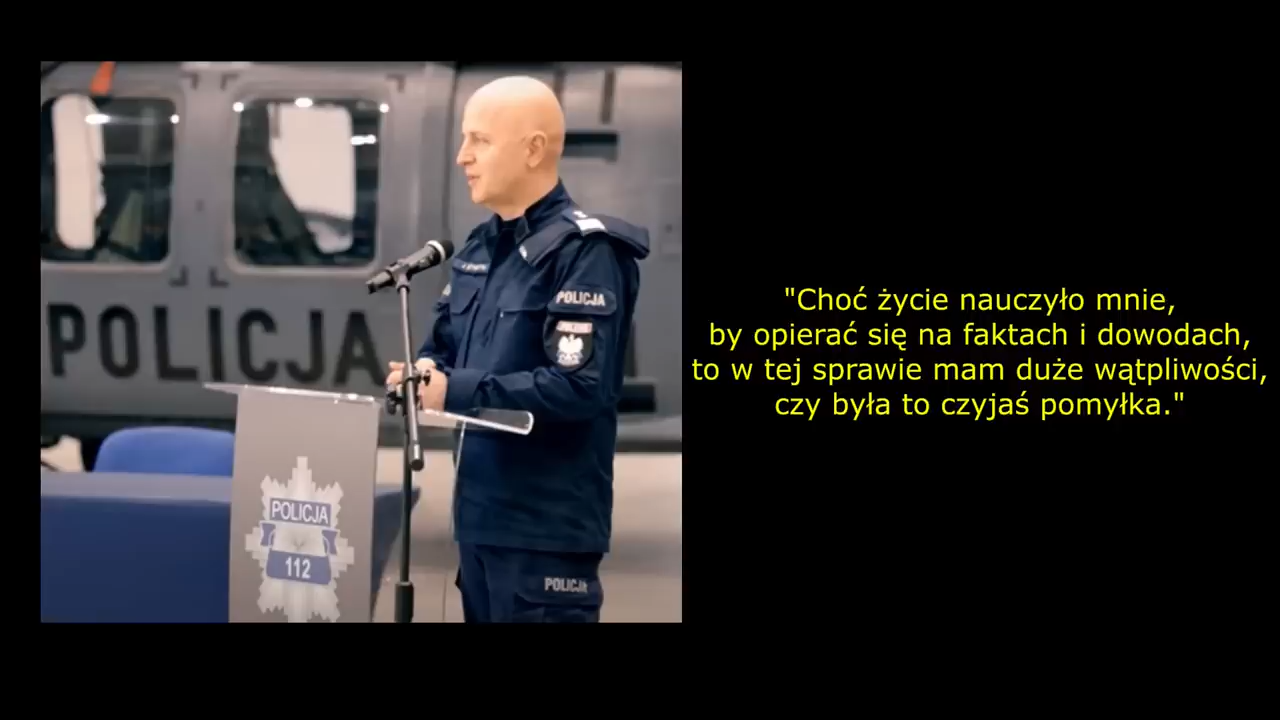 POLICJA
POLICJA
POLICJA
112
POLICJA
"Choć życie nauczyło mnie,
by opierać się na faktach i dowodach,
to w tej sprawie mam duże wątpliwości,
czy była to czyjaś pomyłka."